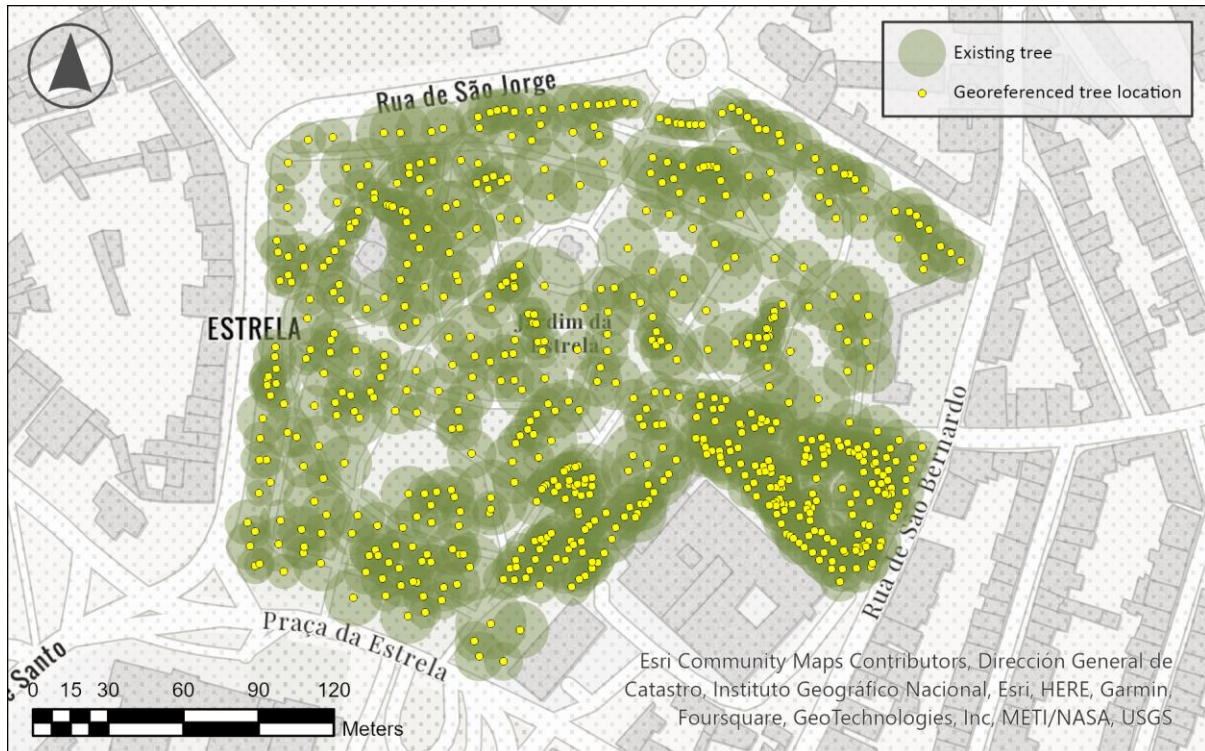 Existing tree
Georeferenced tree location
Rua de São Jorge
ESTRELA
Jardim da
Estrela
Rua de São Bernardo
Praça da Estrela
Santo
0 15 30 60 90 120
Meters
Esri Community Maps Contributors, Dirección General de
Catastro, Instituto Geográfico Nacional, Esri, HERE, Garmin,
Foursquare, GeoTechnologies, Inc, METI/NASA, USGS